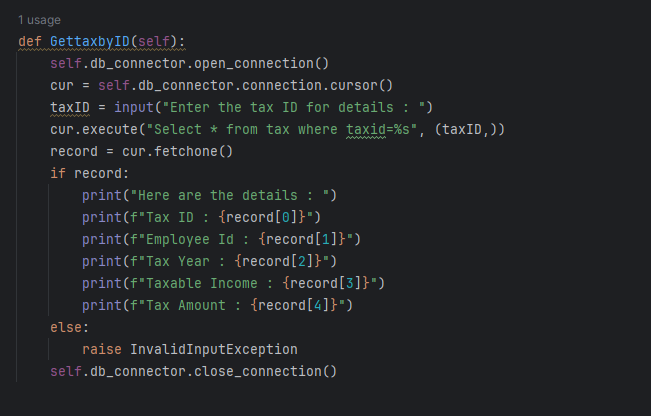 1 usage
def GettaxbyID(self):
    self.db_connector.open_connection()
    cur = self.db_connector.connection.cursor()
    taxID = input("Enter the tax ID for details : ")
    cur.execute("Select * from tax where taxid=%s", (taxID,))
    record = cur.fetchone()
    if record:
        print("Here are the details : ")
        print(f"Tax ID : {record[0]}")
        print(f"Employee Id : {record[1]}")
        print(f"Tax Year : {record[2]}")
        print(f"Taxable Income : {record[3]}")
        print(f"Tax Amount : {record[4]}")
    else:
        raise InvalidInputException
    self.db_connector.close_connection()